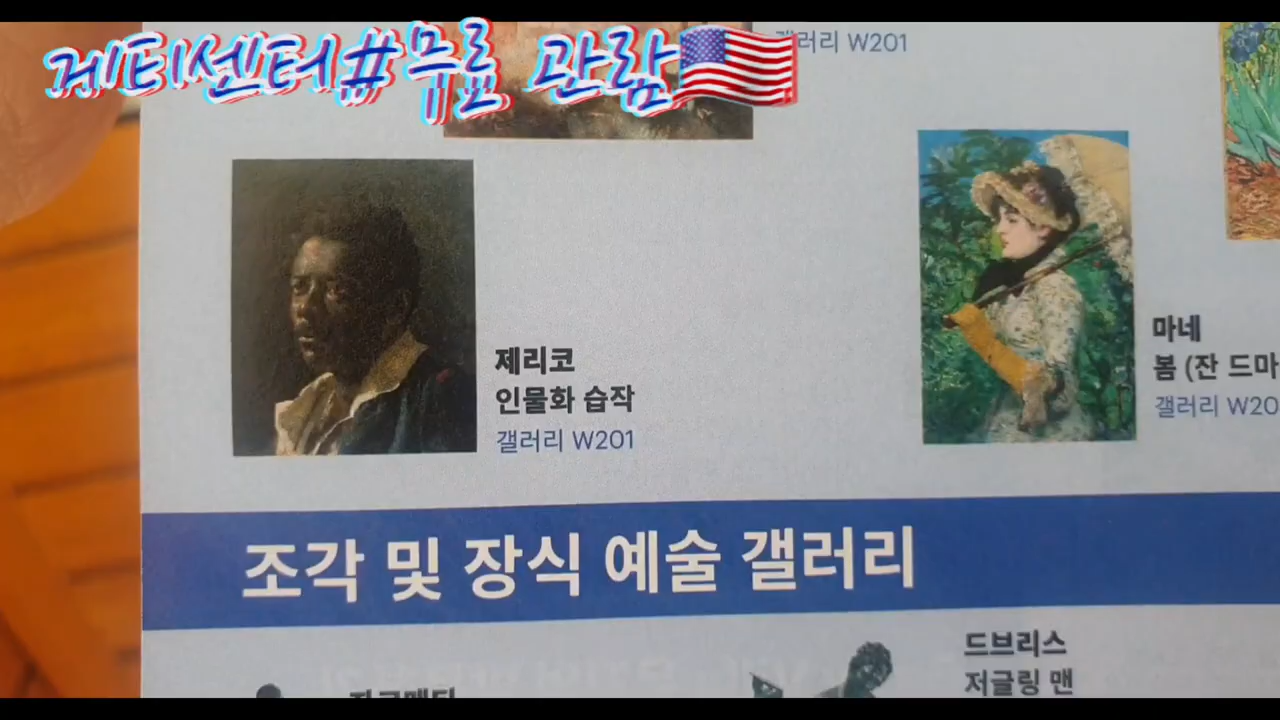 게티센터#무료 관람
갤러리 W201
제리코
인물화 습작
갤러리 W201
마네
봄 (잔 드마
갤러리 W20
조각 및 장식 예술 갤러리
드브리스
저글링 맨